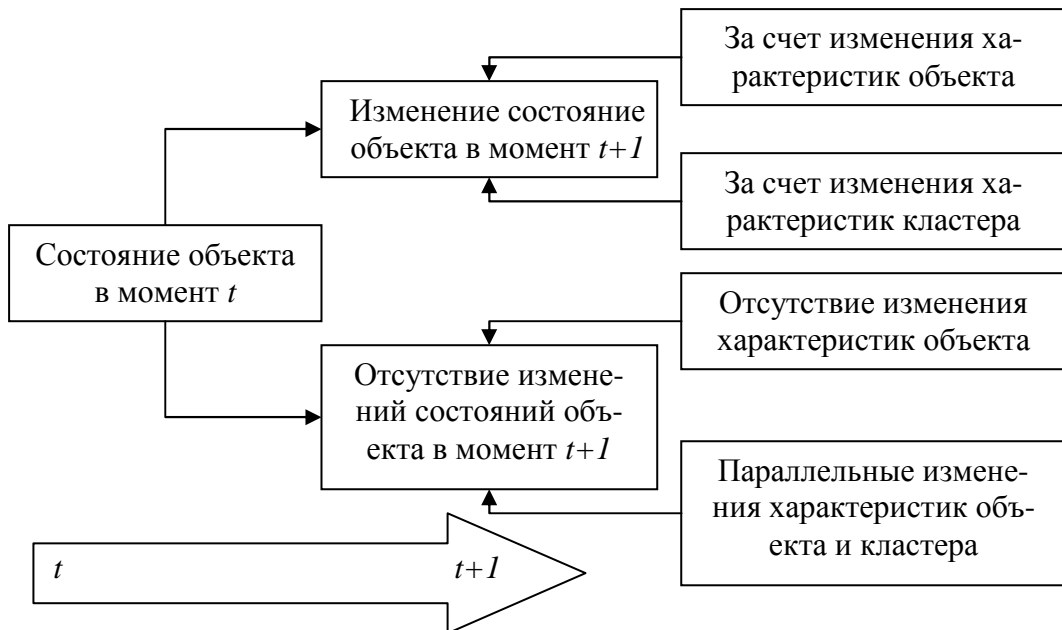 За счет изменения ха-
рактеристик объекта
Изменение состояние
объекта в момент t+1
За счет изменения ха-
рактеристик кластера
Состояние объекта
в момент t
Отсутствие изменения
характеристик объекта
Отсутствие измене-
ний состояний объ-
екта в момент t+1
Параллельные измене-
ния характеристик объ-
екта и кластера
t t+1